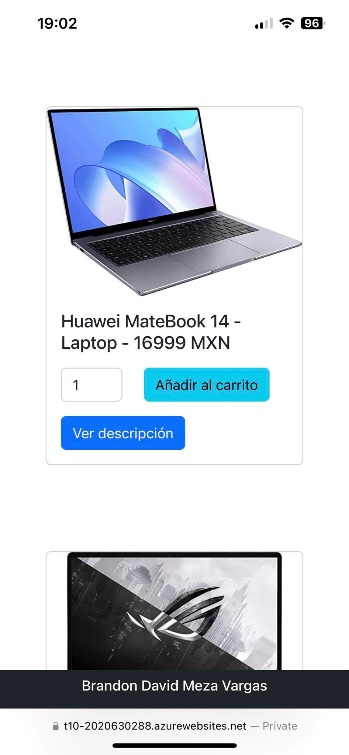 19:02
96
Huawei MateBook 14 -
Laptop - 16999 MXN
1
Añadir al carrito
Ver descripción
Brandon David Meza Vargas
t10-2020630288.azurewebsites.net — Private